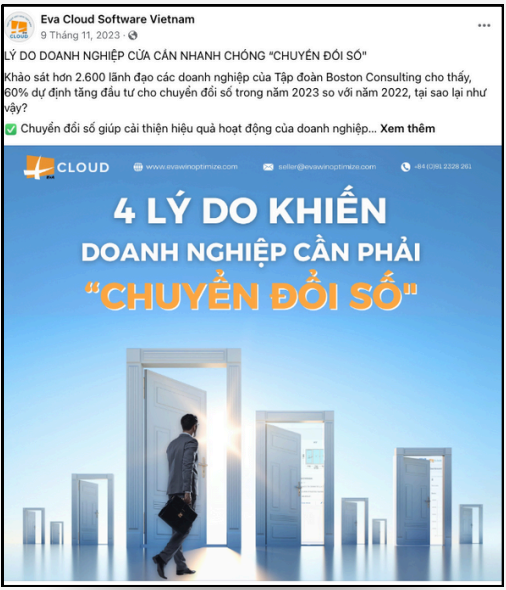 Eva Cloud Software Vietnam
9 Tháng 11, 2023 ·
LÝ DO DOANH NGHIỆP CỬA CẦN NHANH CHÓNG “CHUYỂN ĐỔI SỐ"
Khảo sát hơn 2.600 lãnh đạo các doanh nghiệp của Tập đoàn Boston Consulting cho thấy,
60% dự định tăng đầu tư cho chuyển đổi số trong năm 2023 so với năm 2022, tại sao lại như
vậy?
✅ Chuyển đổi số giúp cải thiện hiệu quả hoạt động của doanh nghiệp... Xem thêm
CLOUD www.evawinoptimize.com seller@evawinoptimize.com
4 LÝ DO KHIẾN
DOANH NGHIỆP CẦN PHẢI
“CHUYỂN ĐỔI SỐ"